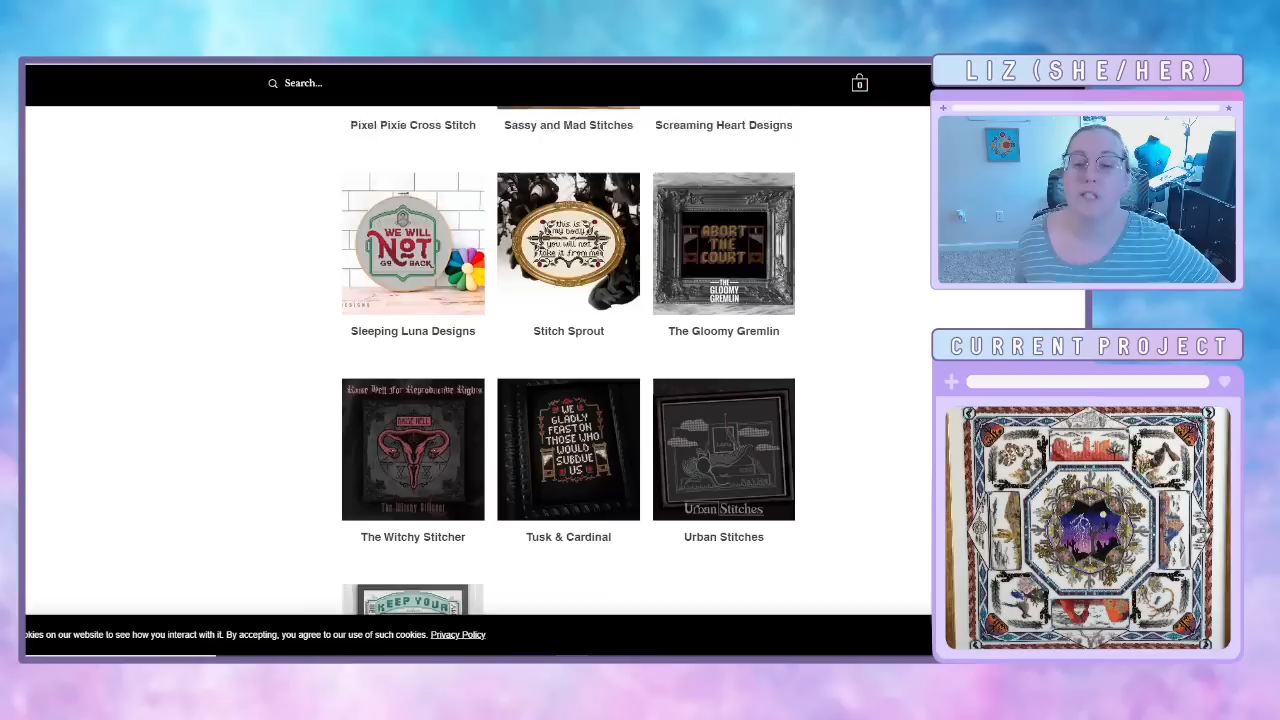 LIZ (SHE/HER)
Search...
0
Pixel Pixie Cross Stitch
Sassy and Mad Stitches
Screaming Heart Designs
WE WILL
NOT
GO BACK
DESIGNS
this is
my body
you will not
take it from me
ABORT
THE
COURT
THE
GLOOMY
GREMLIN
Sleeping Luna Designs
Stitch Sprout
The Gloomy Gremlin
CURRENT PROJECT
Raise Hell For Reproductive Rights
RAISE HELL
The Witchy Stitcher
WE
GLADLY
FEAST ON
THOSE WHO
WOULD
SUBDUE
US
Urban Stitches
The Witchy Stitcher
Tusk & Cardinal
Urban Stitches
KEEP YOUR
okies on our website to see how you interact with it. By accepting, you agree to our use of such cookies. Privacy Policy